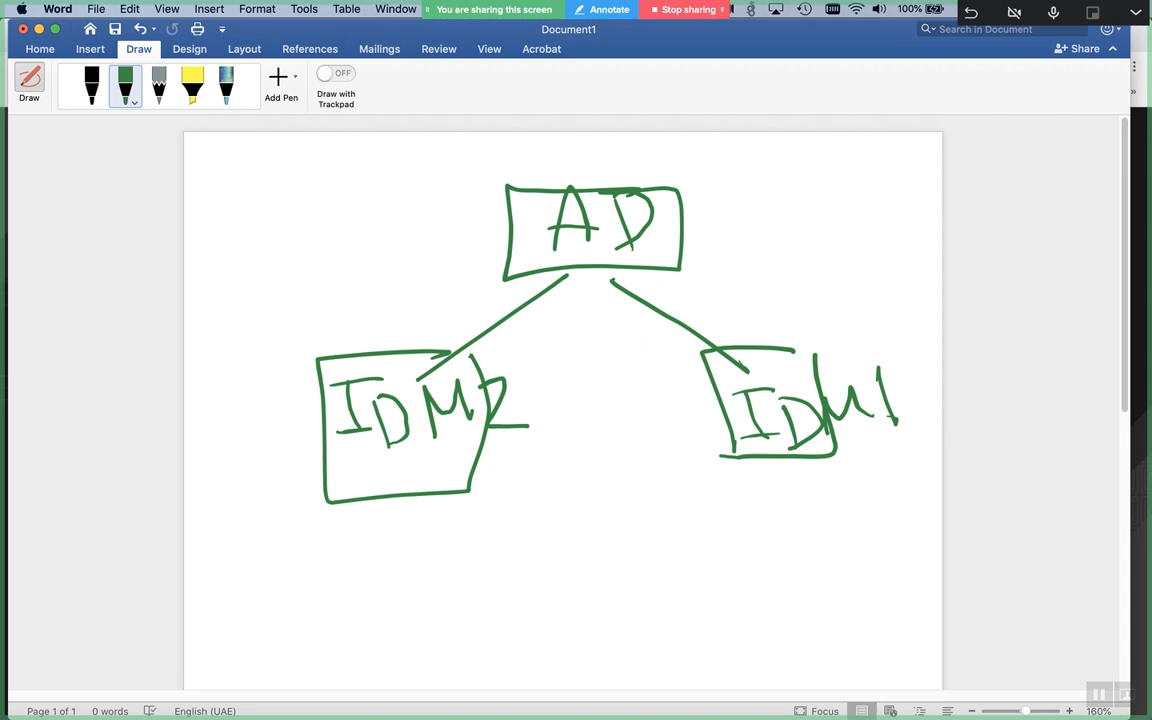 Word File Edit View Insert Format Tools Table Window You are sharing this screen Annotate Stop sharing 100%
Document1
Search in Document
Home Insert Draw Design Layout References Mailings Review View Acrobat Share
OFF
Draw Add Pen Draw with
Trackpad
AD
IDM2 IDM1
Page 1 of 1 0 words English (UAE) Focus 160%